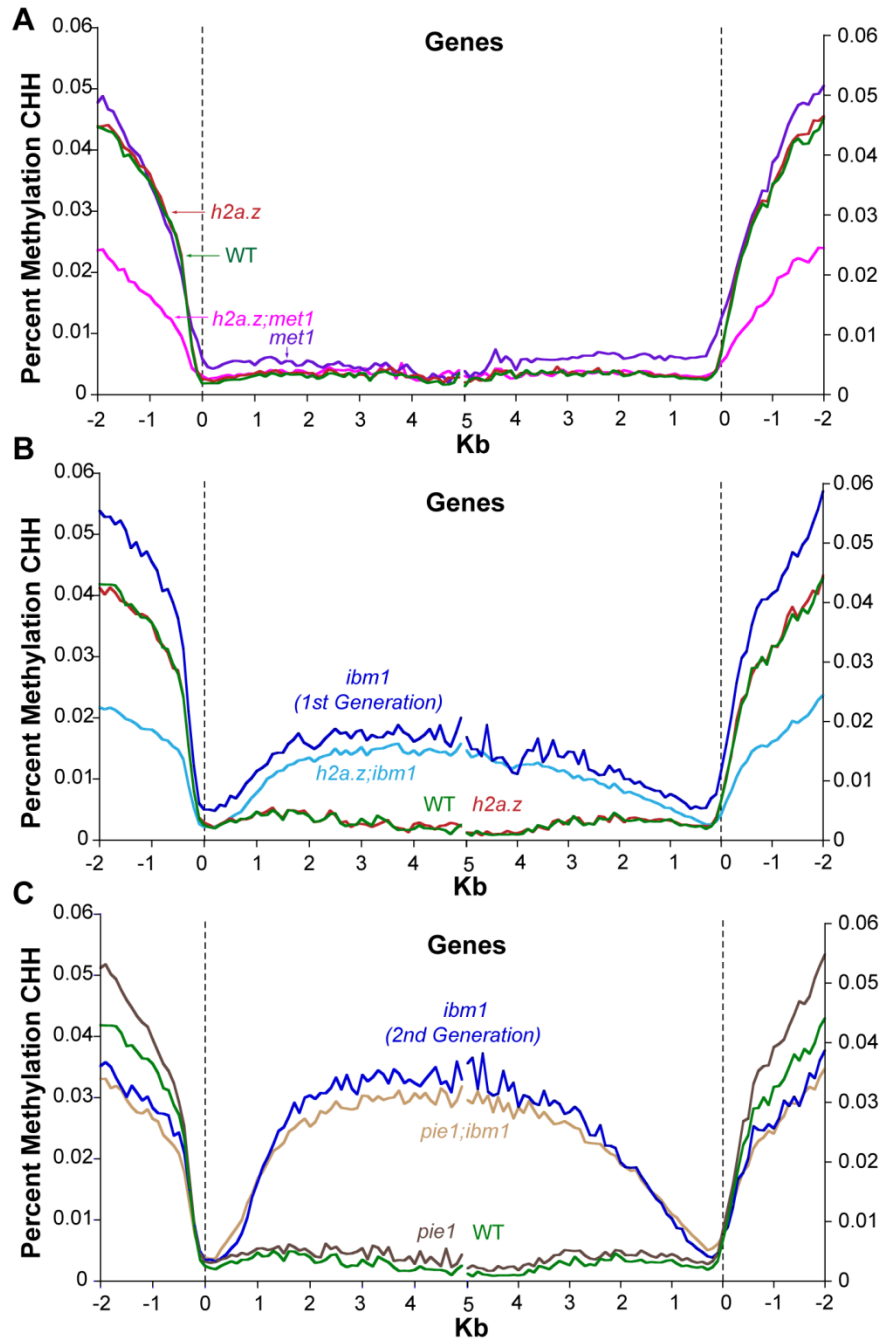 A
Genes
Percent Methylation CHH
0.06
0.05
0.04
0.03
0.02
0.01
0
0.06
0.05
0.04
0.03
0.02
0.01
0
h2a.z
WT
h2a.z;met1
met1
-2 -1 0 1 2 3 4 5 4 3 2 1 0 -1 -2
Kb
B
Genes
Percent Methylation CHH
0.06
0.05
0.04
0.03
0.02
0.01
0
0.06
0.05
0.04
0.03
0.02
0.01
0
ibm1
(1st Generation)
h2a.z;ibm1
WT h2a.z
-2 -1 0 1 2 3 4 5 4 3 2 1 0 -1 -2
Kb
C
Genes
Percent Methylation CHH
0.06
0.05
0.04
0.03
0.02
0.01
0
0.06
0.05
0.04
0.03
0.02
0.01
0
ibm1
(2nd Generation)
pie1;ibm1
pie1 WT
-2 -1 0 1 2 3 4 5 4 3 2 1 0 -1 -2
Kb